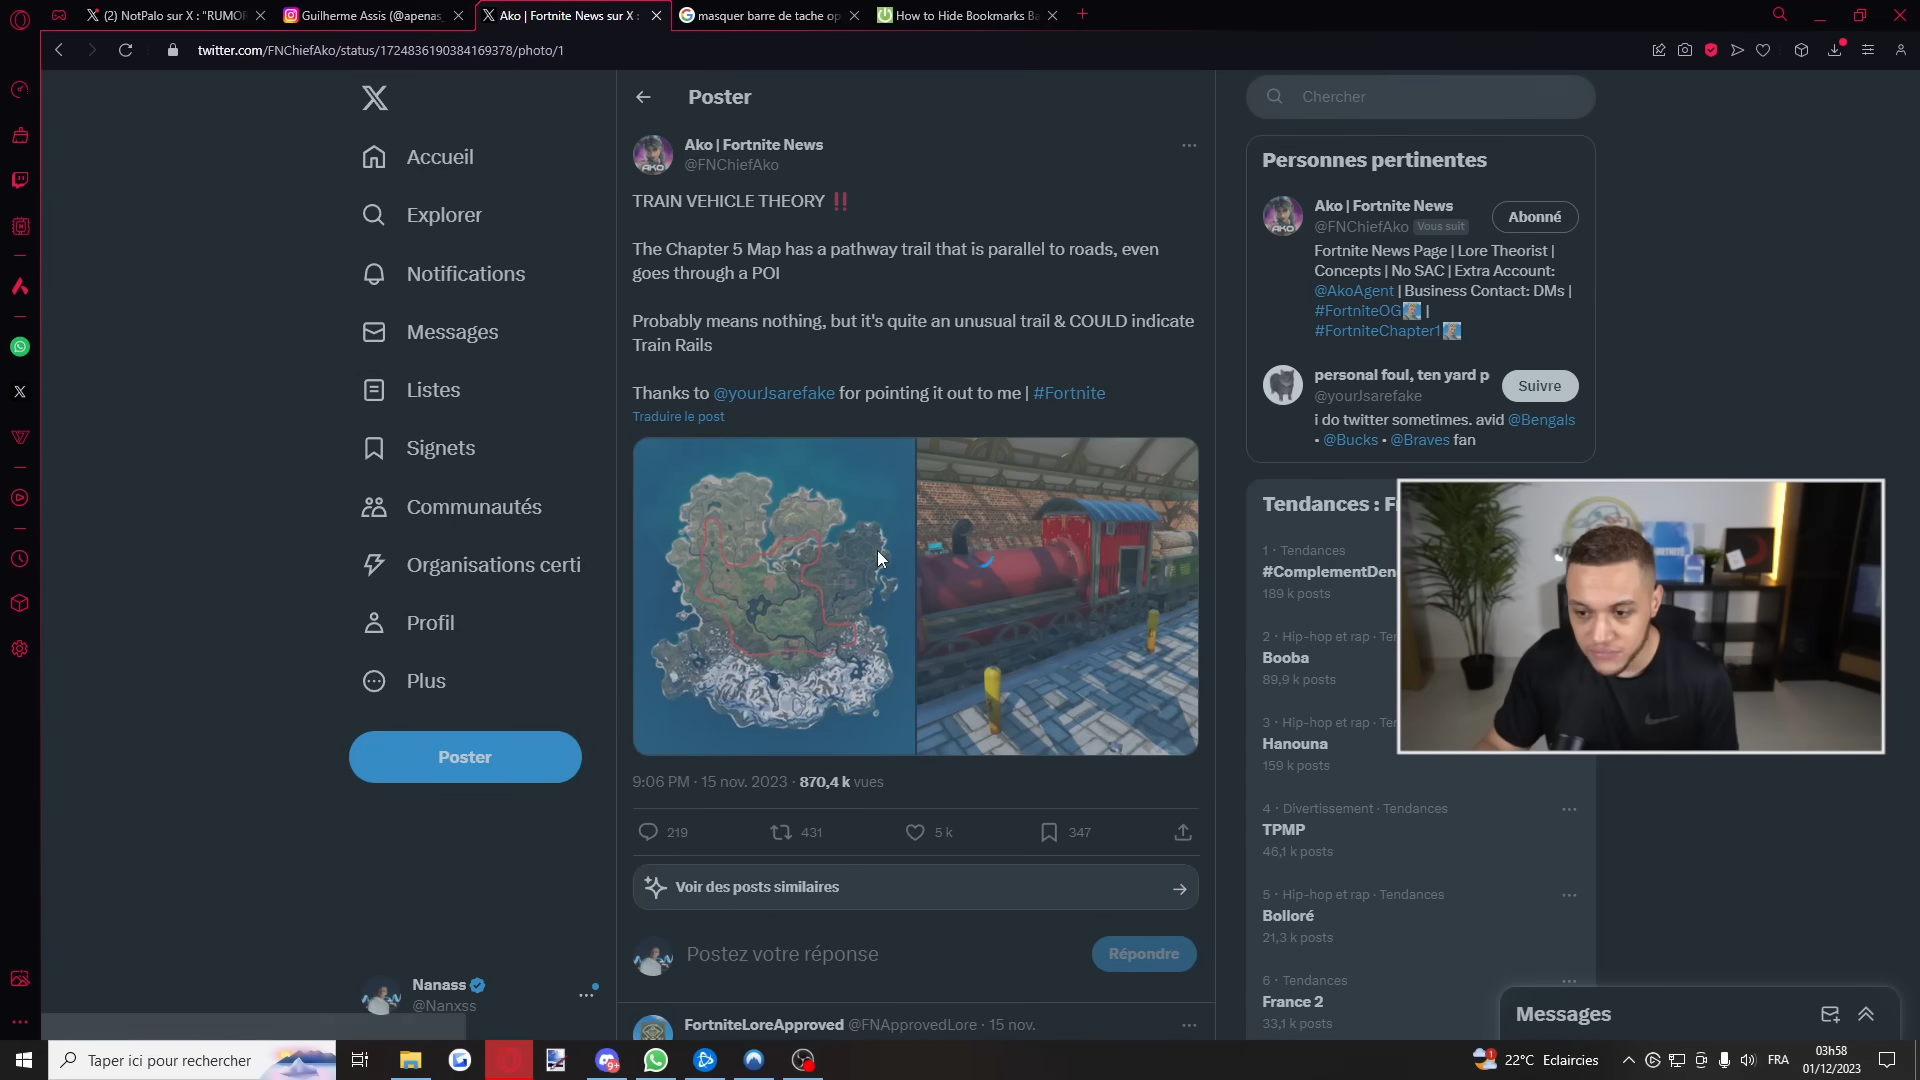 (2) NotPalo sur X : "RUMOR
Guilherme Assis (@apenas_
Ako | Fortnite News sur X :
masquer barre de tache op
How to Hide Bookmarks Ba
twitter.com/FNChiefAko/status/1724836190384169378/photo/1
Accueil
Explorer
Notifications
Messages
Listes
Signets
Communautés
Organisations certi
Profil
Plus
Poster
Nanass
@Nanxss
Poster
Ako | Fortnite News
@FNChiefAko
TRAIN VEHICLE THEORY ‼️
The Chapter 5 Map has a pathway trail that is parallel to roads, even
goes through a POI
Probably means nothing, but it's quite an unusual trail & COULD indicate
Train Rails
Thanks to @yourJsarefake for pointing it out to me | #Fortnite
Traduire le post
9:06 PM · 15 nov. 2023 · 870,4 k vues
219 431 5 k 347
Voir des posts similaires
Postez votre réponse
Répondre
FortniteLoreApproved @FNApprovedLore · 15 nov.
Chercher
Personnes pertinentes
Ako | Fortnite News
@FNChiefAko Vous suit
Abonné
Fortnite News Page | Lore Theorist |
Concepts | No SAC | Extra Account:
@AkoAgent | Business Contact: DMs |
#FortniteOG |
#FortniteChapter1
personal foul, ten yard p
@yourJsarefake
Suivre
i do twitter sometimes. avid @Bengals
• @Bucks • @Braves fan
Tendances : F
1 · Tendances
#ComplementDen
189 k posts
2 · Hip-hop et rap · Ter
Booba
89,9 k posts
3 · Hip-hop et rap · Ter
Hanouna
159 k posts
4 · Divertissement · Tendances
TPMP
46,1 k posts
5 · Hip-hop et rap · Tendances
Bolloré
21,3 k posts
6 · Tendances
France 2
33,1 k posts
Messages
Taper ici pour rechercher
9+
1
22°C Eclaircies
FRA
03h58
01/12/2023